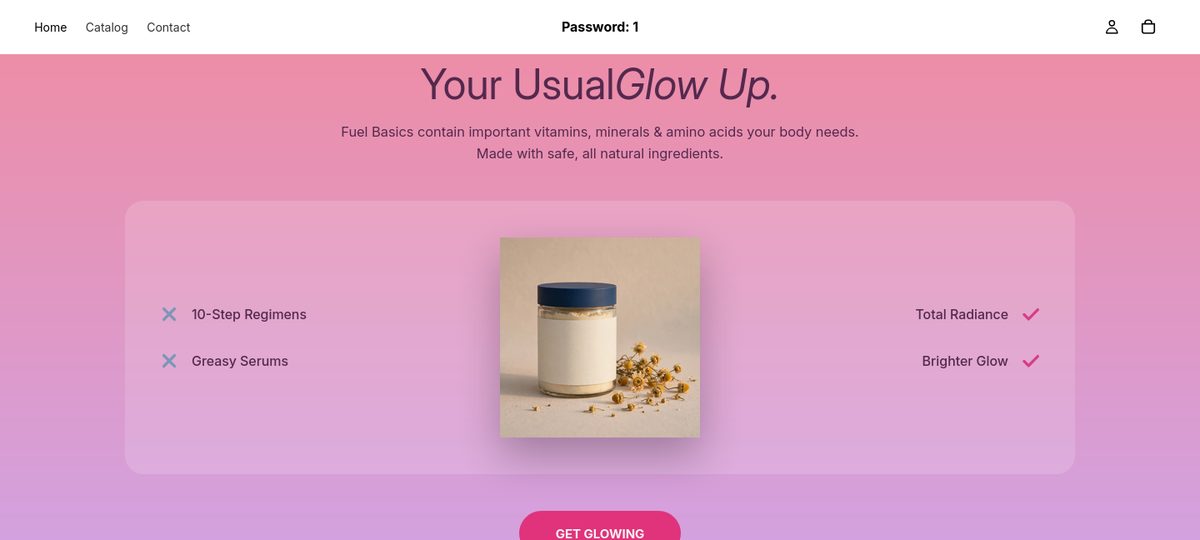 Home Catalog Contact Password: 1
Your UsualGlow Up.
Fuel Basics contain important vitamins, minerals & amino acids your body needs.
Made with safe, all natural ingredients.
10-Step Regimens
Greasy Serums
Total Radiance
Brighter Glow
GET GLOWING